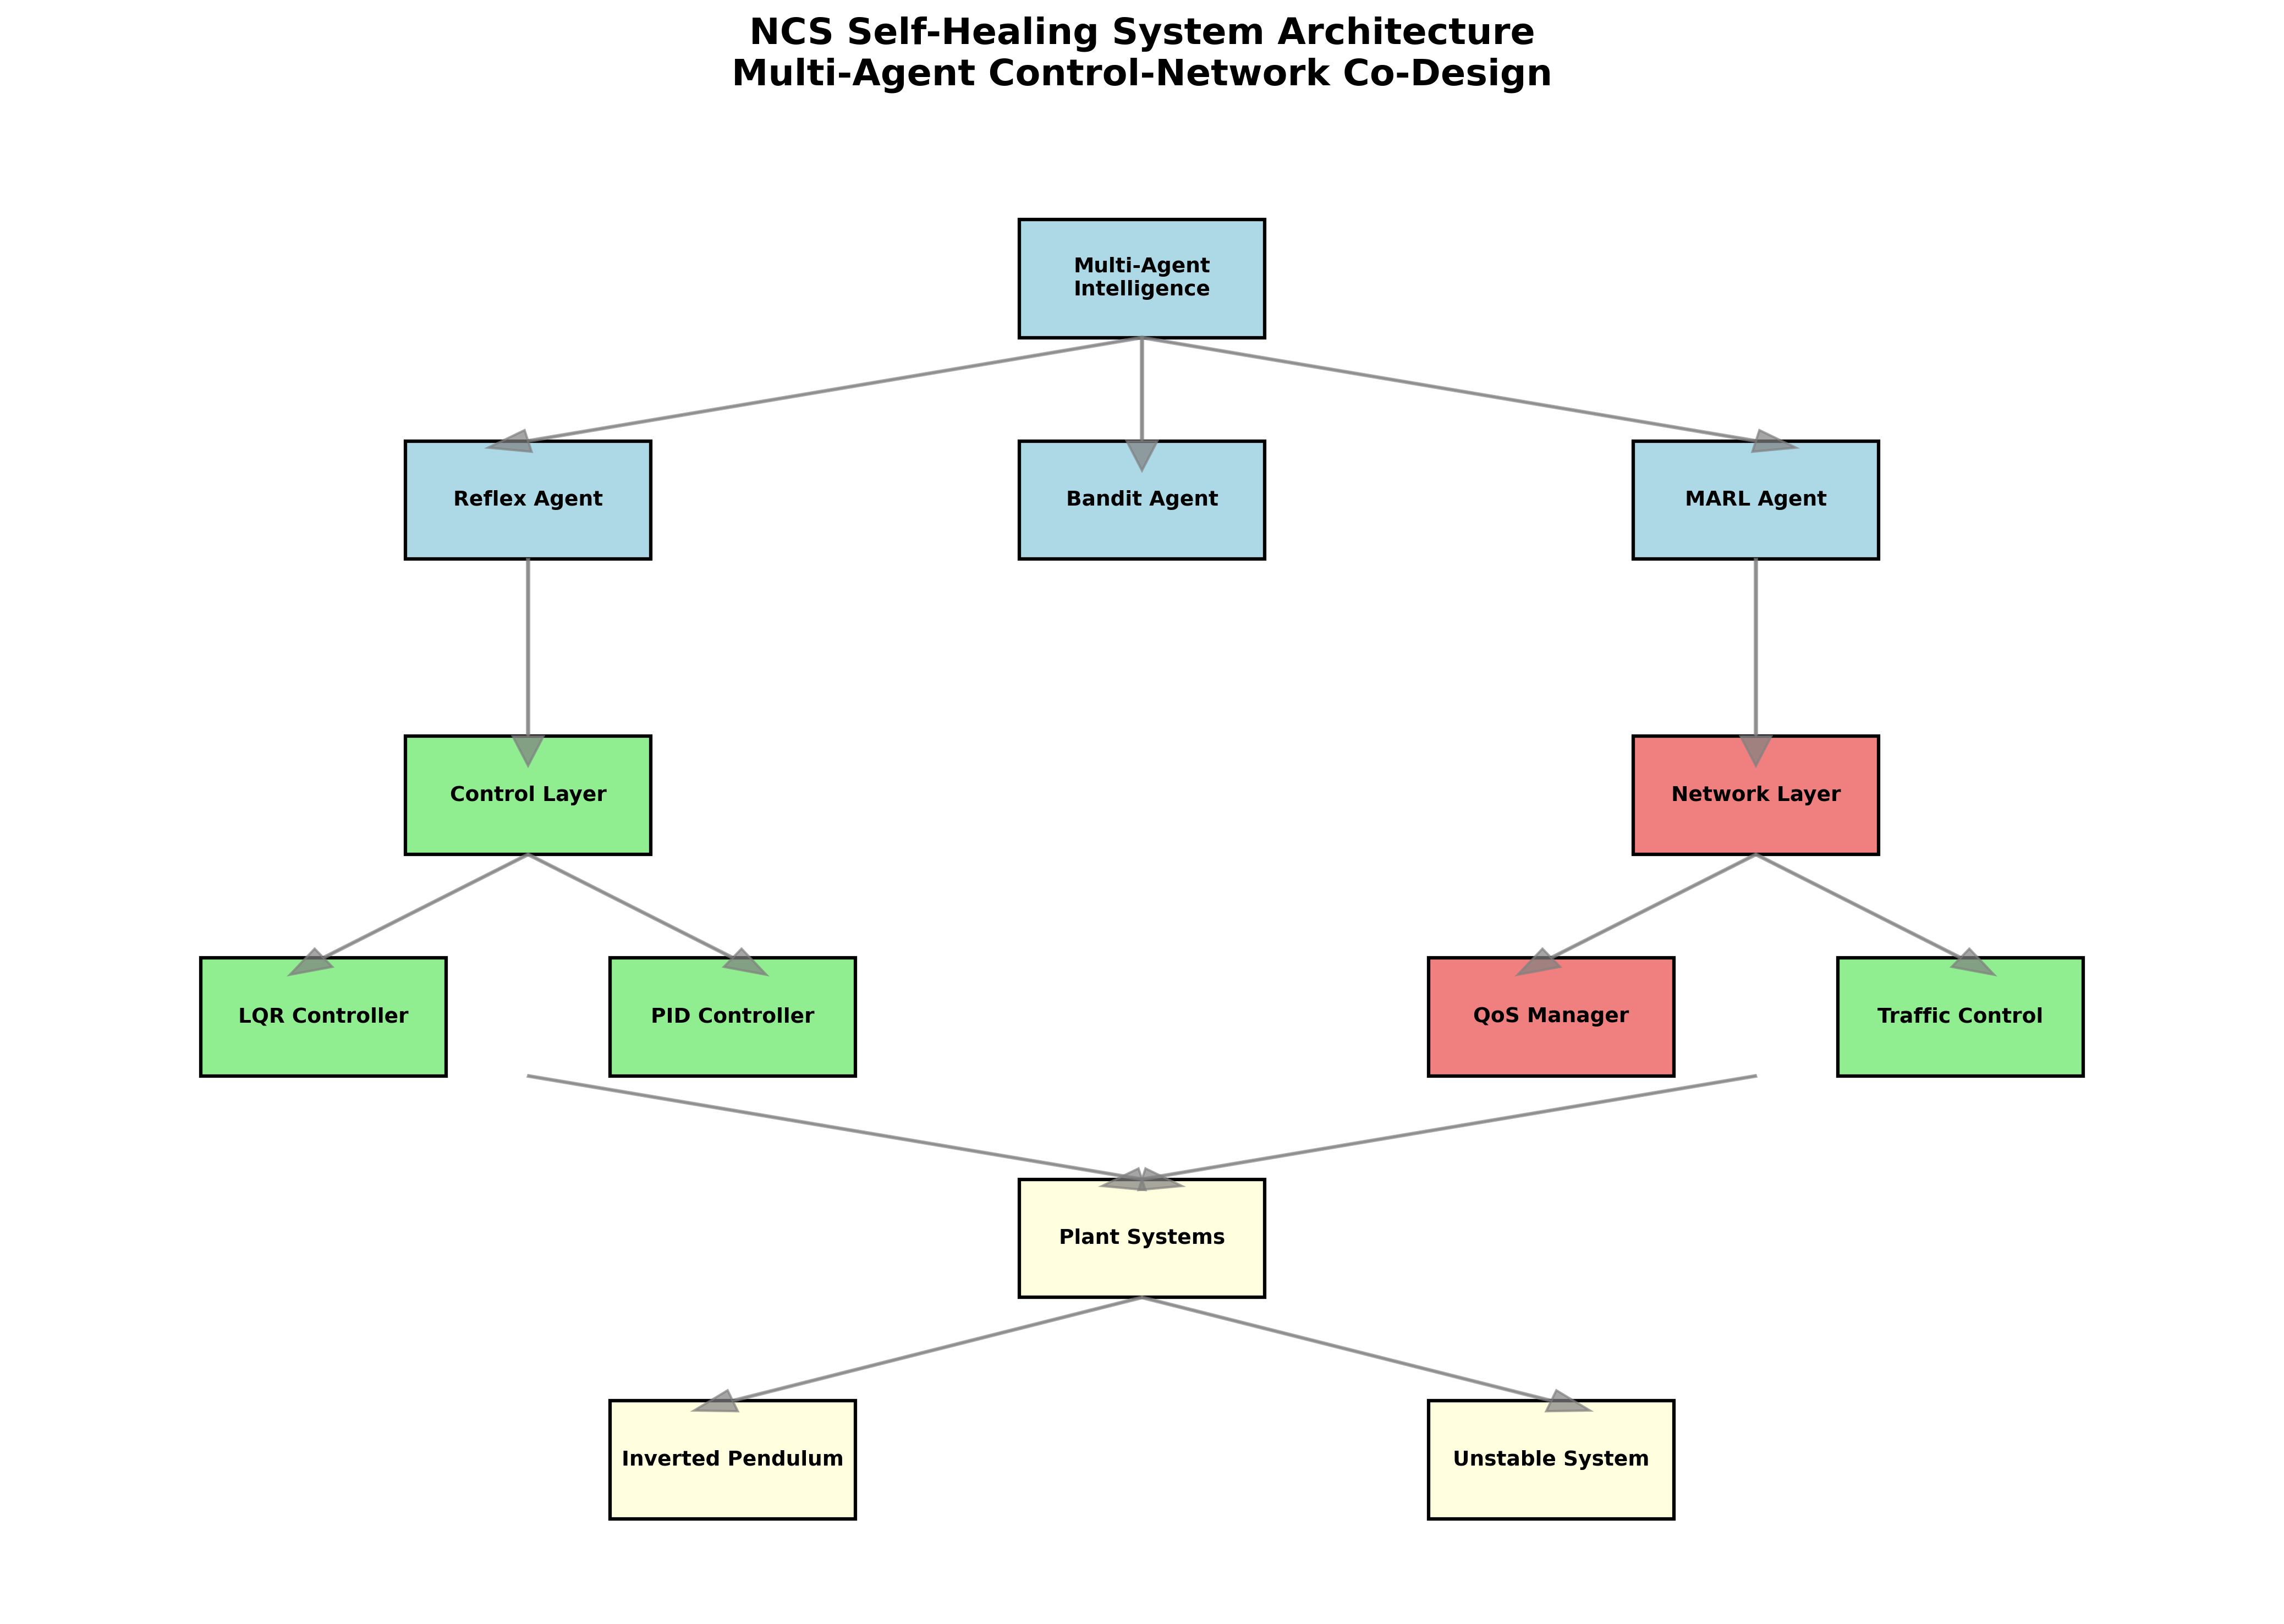 NCS Self-Healing System Architecture
Multi-Agent Control-Network Co-Design
Multi-Agent
Intelligence
Reflex Agent
Bandit Agent
MARL Agent
Control Layer
Network Layer
LQR Controller
PID Controller
QoS Manager
Traffic Control
Plant Systems
Inverted Pendulum
Unstable System